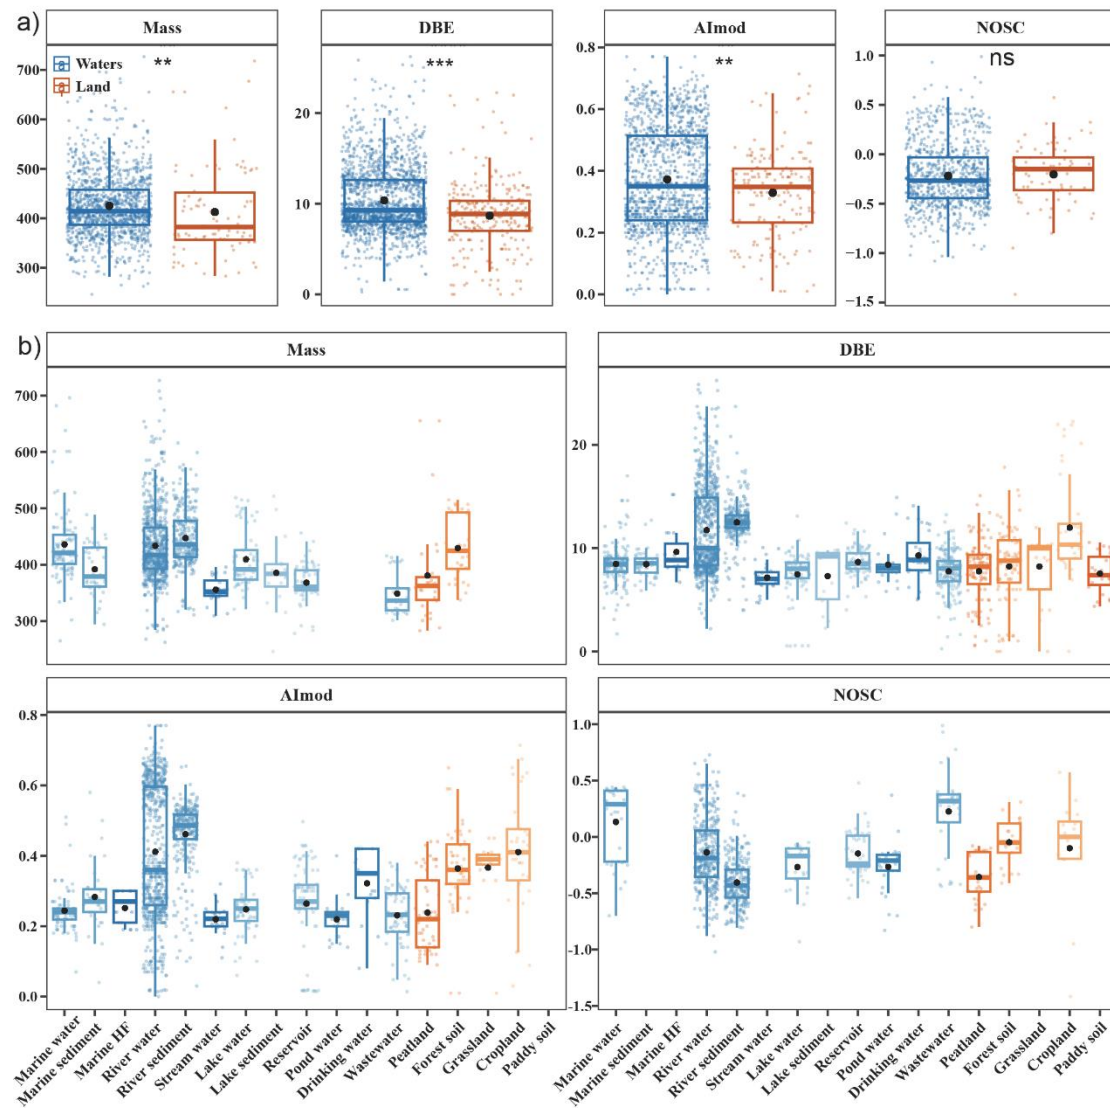 a)
Mass
DBE
AImod
NOSC
700
600
500
400
300
Waters
Land
**
20
10
0
***
0.8
0.6
0.4
0.2
0.0
**
1.0
0.5
0.0
−0.5
−1.0
−1.5
ns
b)
Mass
DBE
700
600
500
400
300
20
10
0
AImod
NOSC
0.8
0.6
0.4
0.2
0.0
1.0
0.5
0.0
-0.5
-1.0
-1.5
Marine water
Marine sediment
Marine HF
River water
River sediment
Stream water
Lake water
Lake sediment
Reservoir
Pond water
Drinking water
Wastewater
Peatland
Forest soil
Grassland
Cropland
Paddy soil
Marine water
Marine sediment
Marine HF
River water
River sediment
Stream water
Lake water
Lake sediment
Reservoir
Pond water
Drinking water
Wastewater
Peatland
Forest soil
Grassland
Cropland
Paddy soil